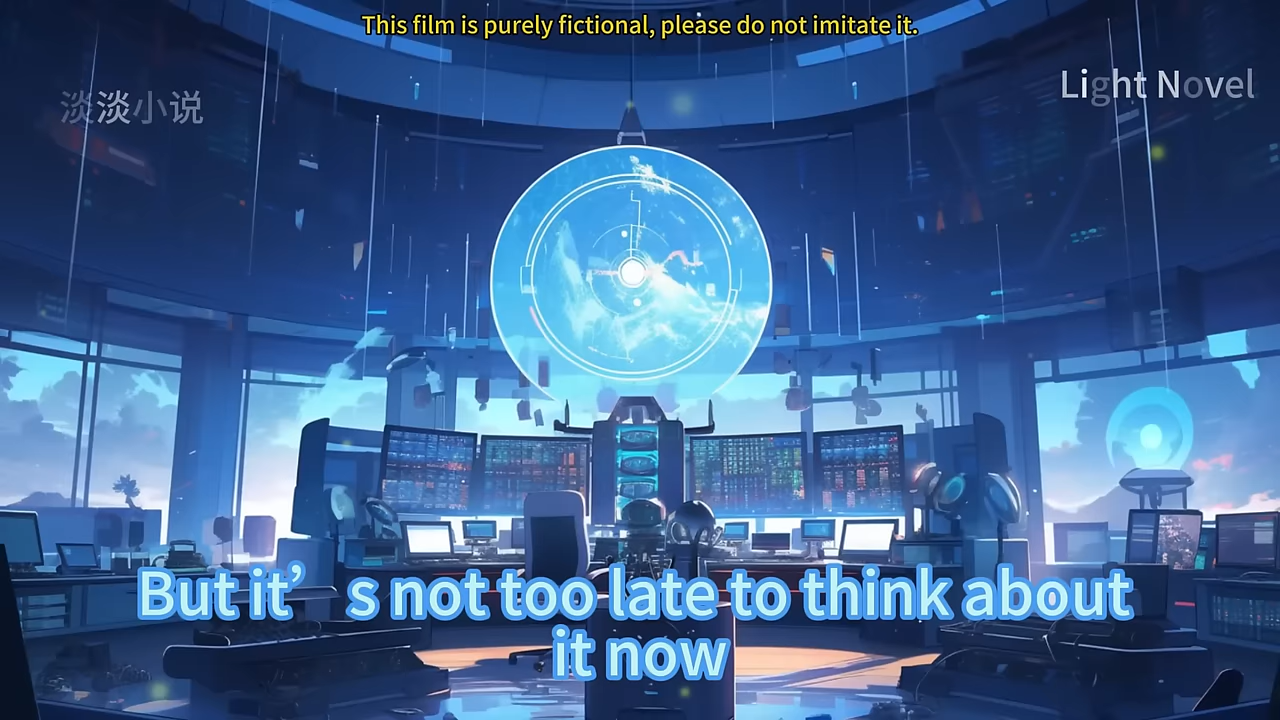 This film is purely fictional, please do not imitate it.
淡淡小说
Light Novel
But it’s not too late to think about
it now